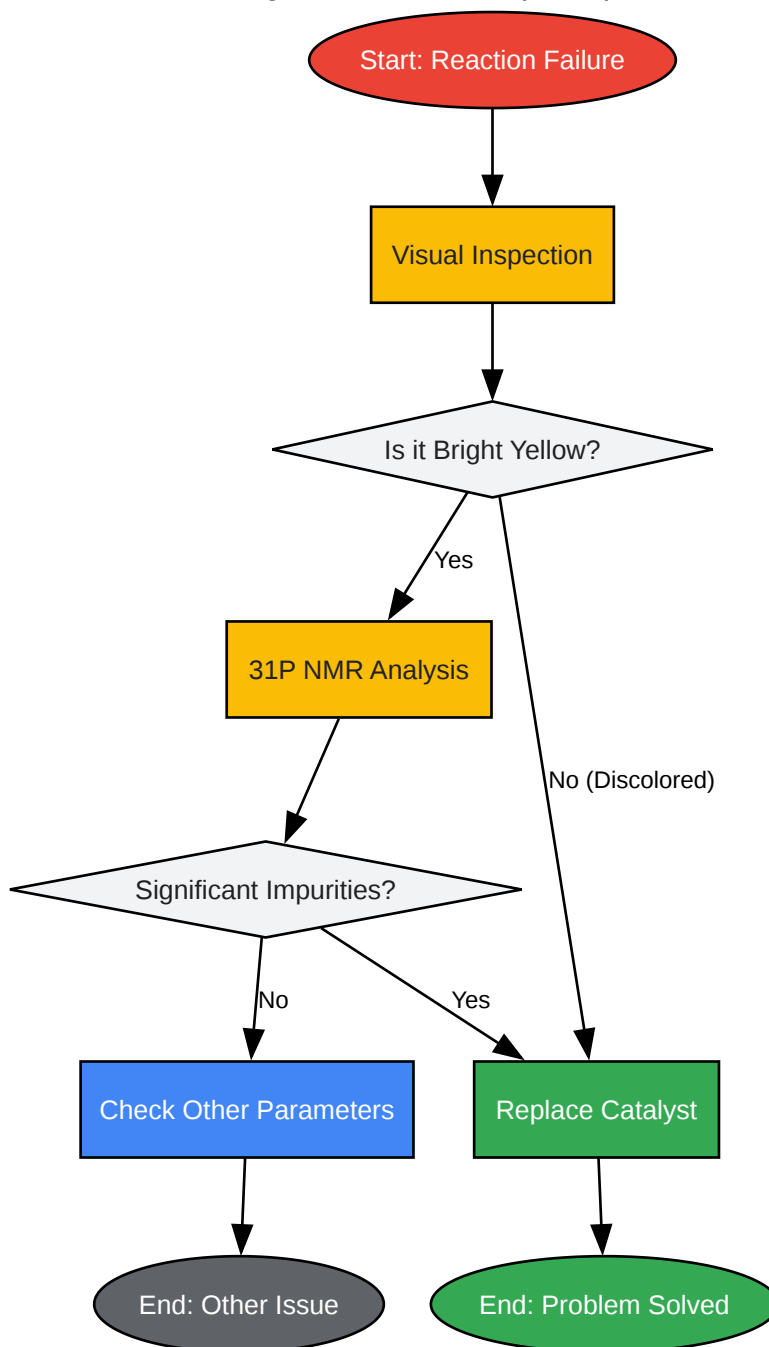 Start: Reaction Failure
Visual Inspection
Is it Bright Yellow?
Yes
31P NMR Analysis
No (Discolored)
Significant Impurities?
No
Yes
Check Other Parameters
Replace Catalyst
End: Other Issue
End: Problem Solved